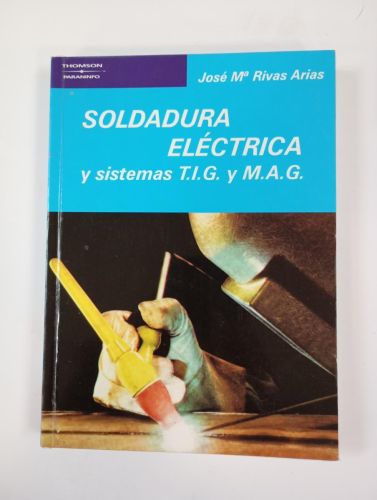 THOMSON
PARANINFO
José Mª Rivas Arias
SOLDADURA
ELÉCTRICA
y sistemas T.I.G. y M.A.G.